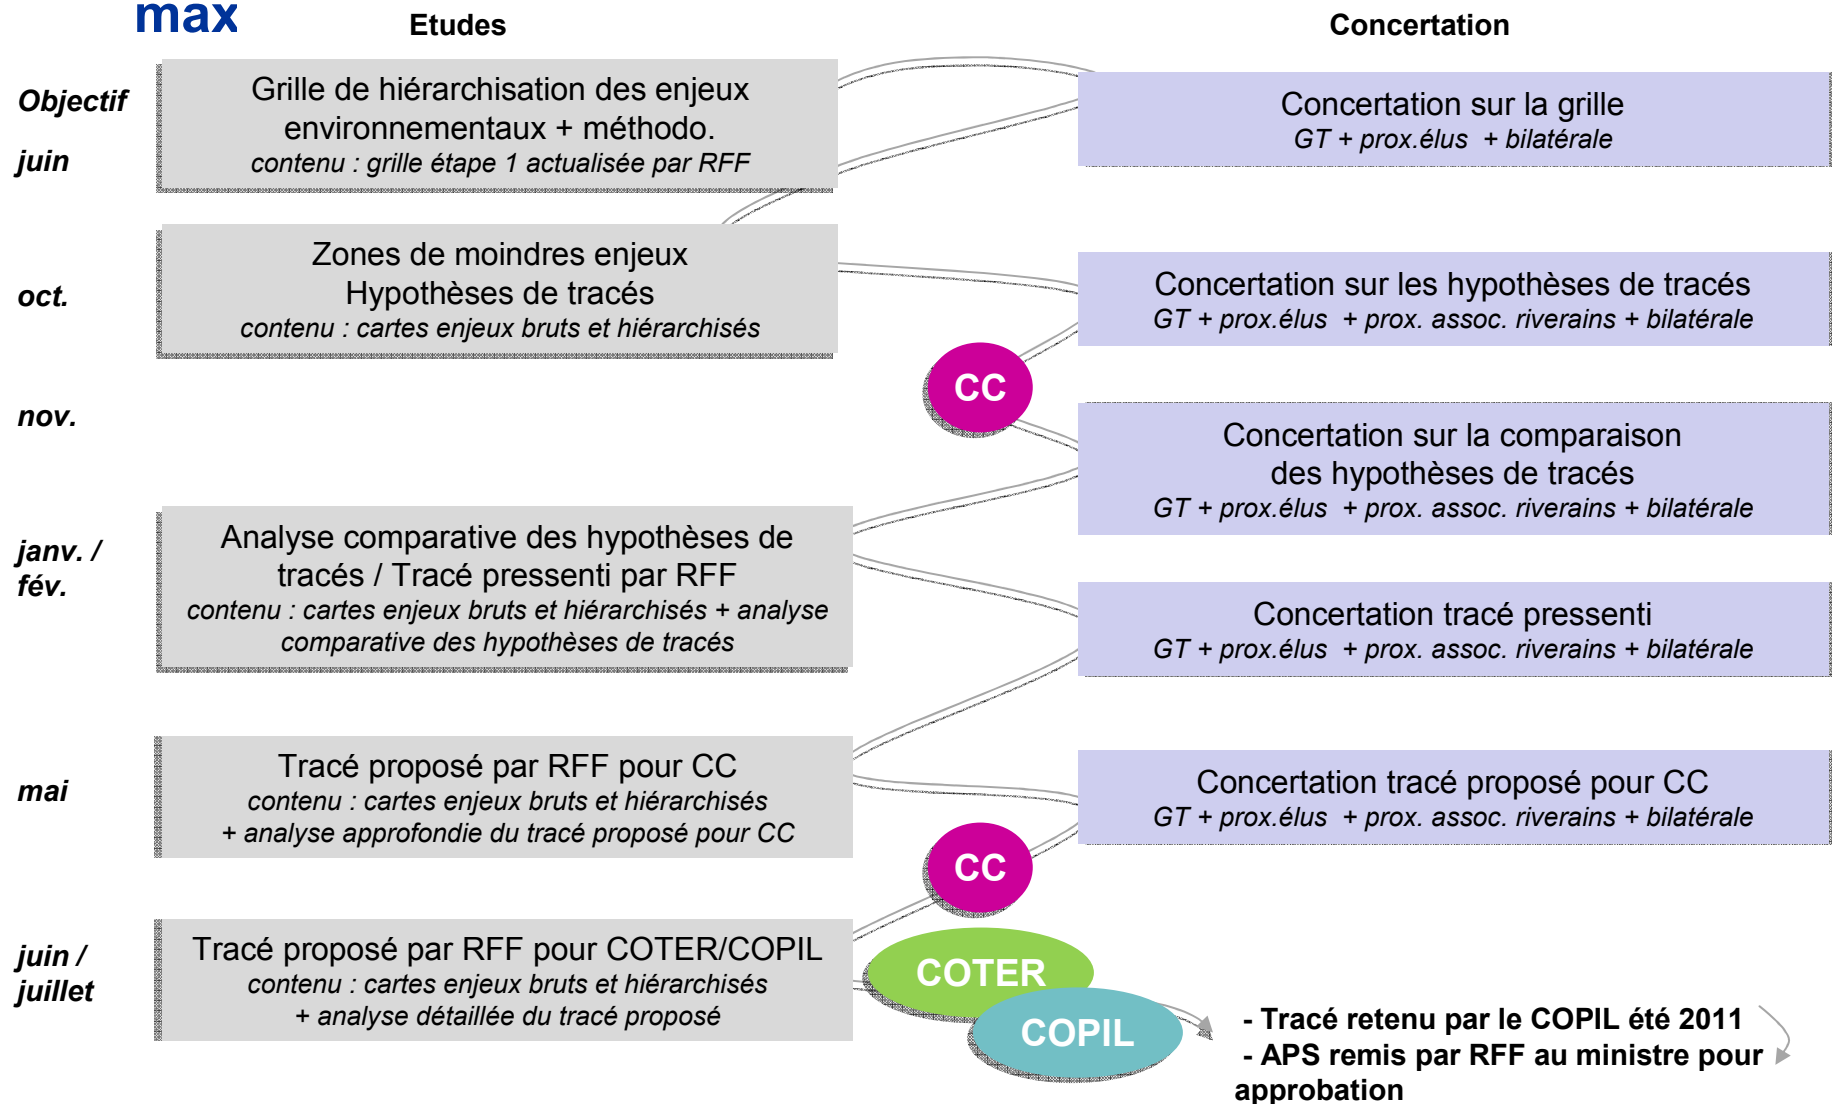 max
Etudes
Concertation
Objectif
juin
Grille de hiérarchisation des enjeux
environnementaux + méthodo.
contenu : grille étape 1 actualisée par RFF
Concertation sur la grille
GT + prox.élus + bilatérale
oct.
Zones de moindres enjeux
Hypothèses de tracés
contenu : cartes enjeux bruts et hiérarchisés
Concertation sur les hypothèses de tracés
GT + prox.élus + prox. assoc. riverains + bilatérale
CC
nov.
Concertation sur la comparaison
des hypothèses de tracés
GT + prox.élus + prox. assoc. riverains + bilatérale
janv. /
fév.
Analyse comparative des hypothèses de
tracés / Tracé pressenti par RFF
contenu : cartes enjeux bruts et hiérarchisés + analyse
comparative des hypothèses de tracés
Concertation tracé pressenti
GT + prox.élus + prox. assoc. riverains + bilatérale
mai
Tracé proposé par RFF pour CC
contenu : cartes enjeux bruts et hiérarchisés
+ analyse approfondie du tracé proposé pour CC
Concertation tracé proposé pour CC
GT + prox.élus + prox. assoc. riverains + bilatérale
CC
juin /
juillet
Tracé proposé par RFF pour COTER/COPIL
contenu : cartes enjeux bruts et hiérarchisés
+ analyse détaillée du tracé proposé
COTER
COPIL
- Tracé retenu par le COPIL été 2011
- APS remis par RFF au ministre pour
approbation